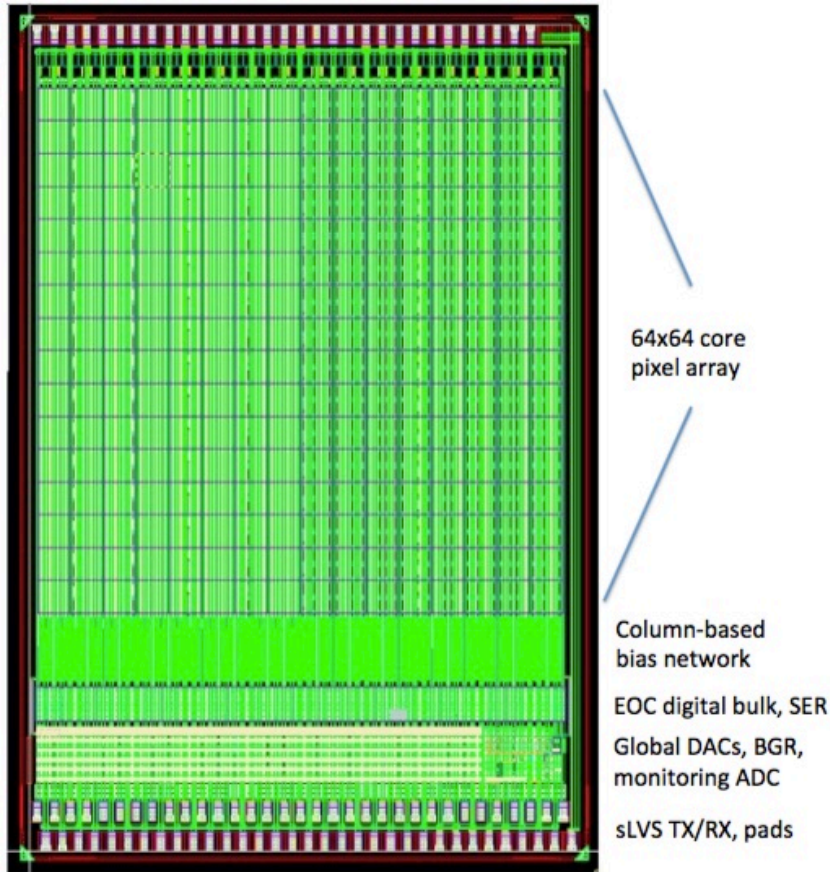 64x64 core
pixel array
Column-based
bias network
EOC digital bulk, SER
Global DACs, BGR,
monitoring ADC
sLVS TX/RX, pads